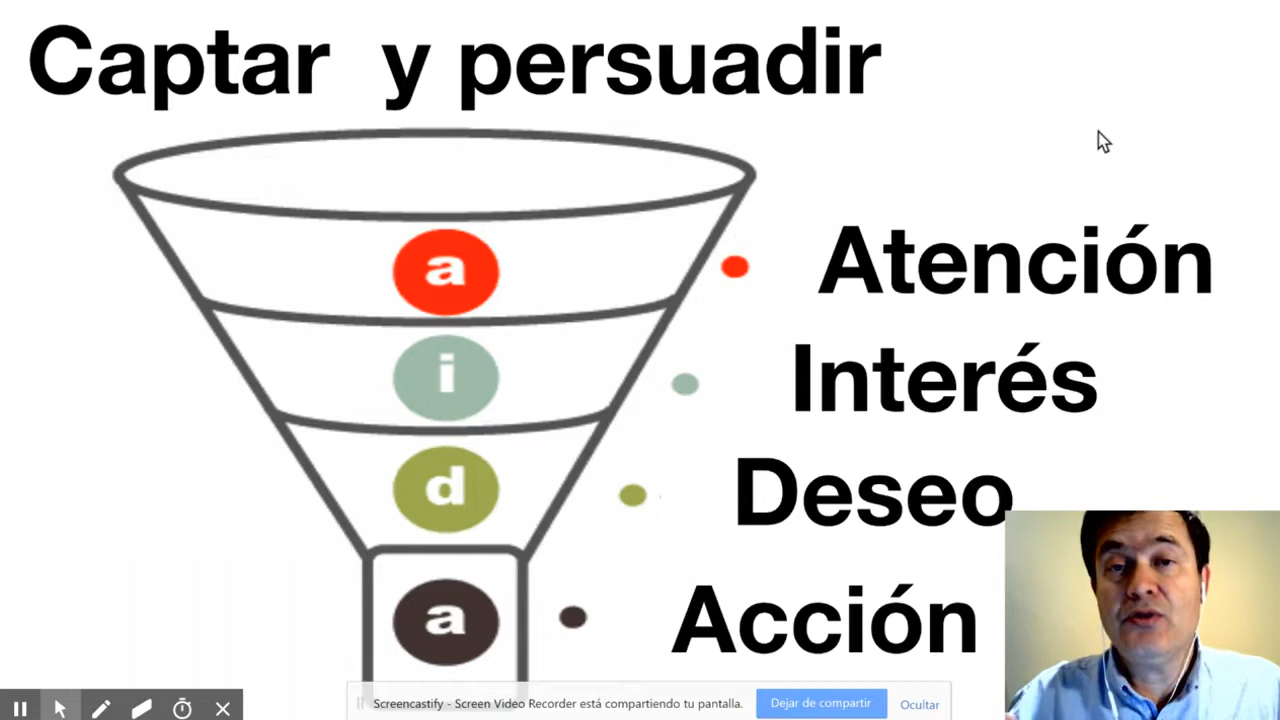 Captar y persuadir
a
Atención
i
Interés
d
Deseo
a
Acción
Screencastify - Screen Video Recorder está compartiendo tu pantalla.
Dejar de compartir
Ocultar